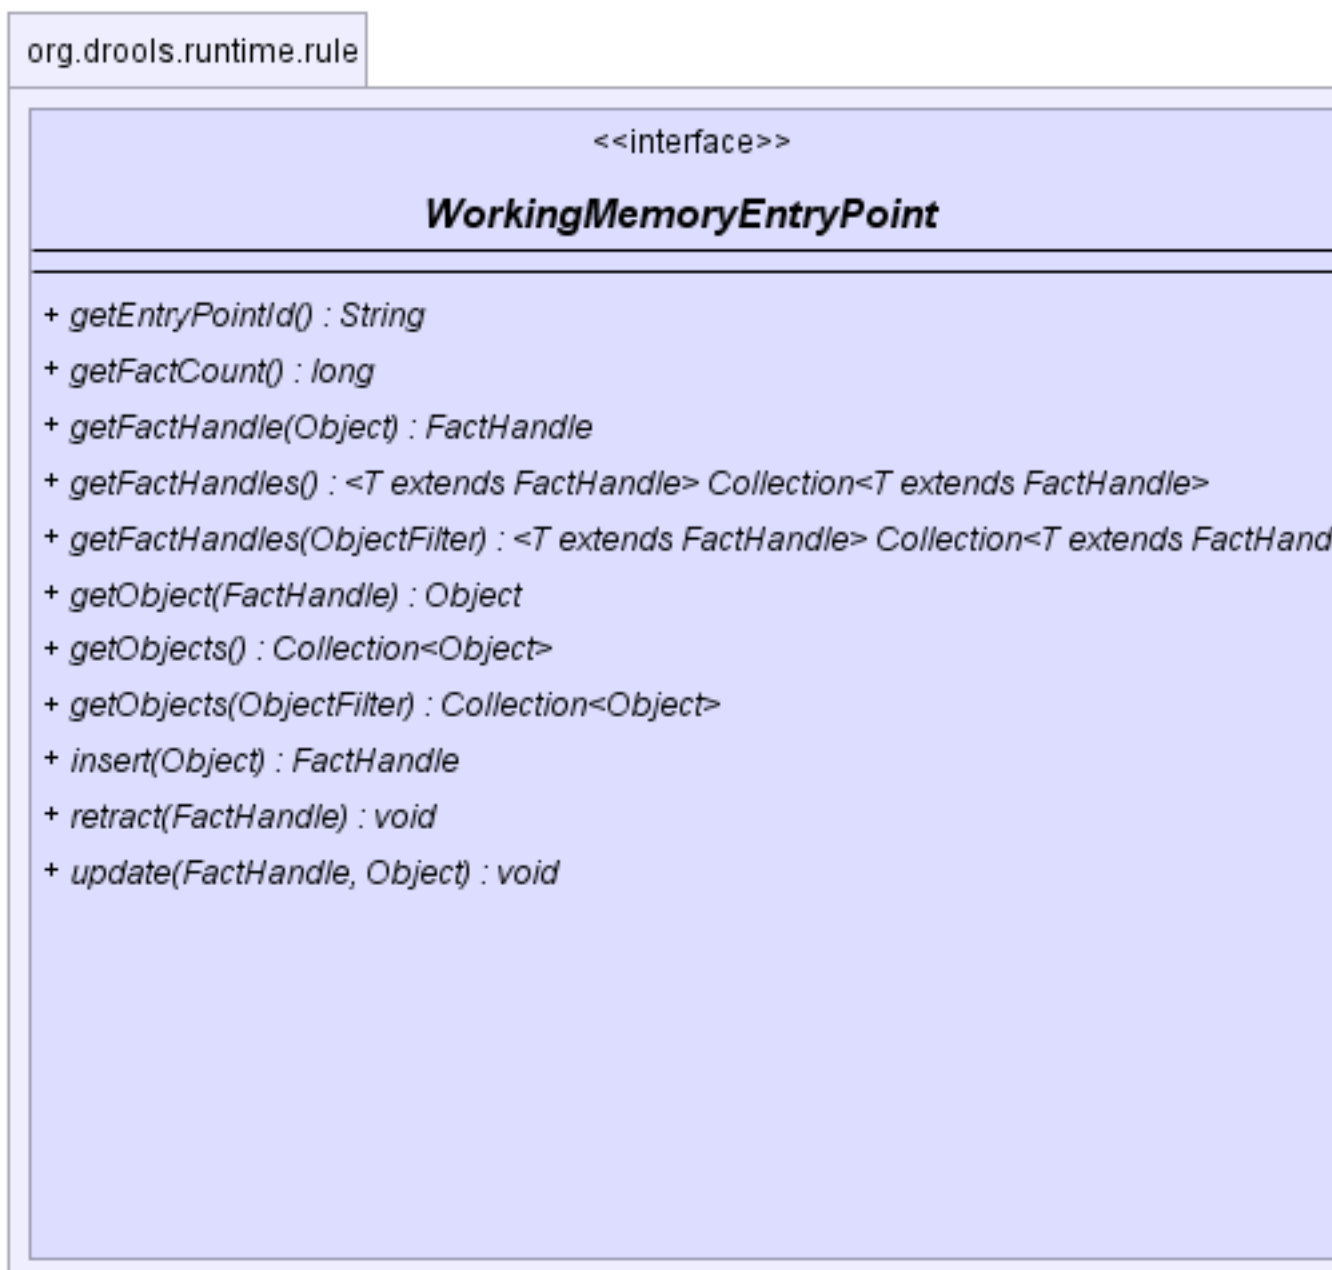 org.drools.runtime.rule
<<interface>>
WorkingMemoryEntryPoint
+ getEntryPointId() : String
+ getFactCount() : long
+ getFactHandle(Object) : FactHandle
+ getFactHandles() : <T extends FactHandle> Collection<T extends FactHandle>
+ getFactHandles(ObjectFilter) : <T extends FactHandle> Collection<T extends FactHand
+ getObject(FactHandle) : Object
+ getObjects() : Collection<Object>
+ getObjects(ObjectFilter) : Collection<Object>
+ insert(Object) : FactHandle
+ retract(FactHandle) : void
+ update(FactHandle, Object) : void